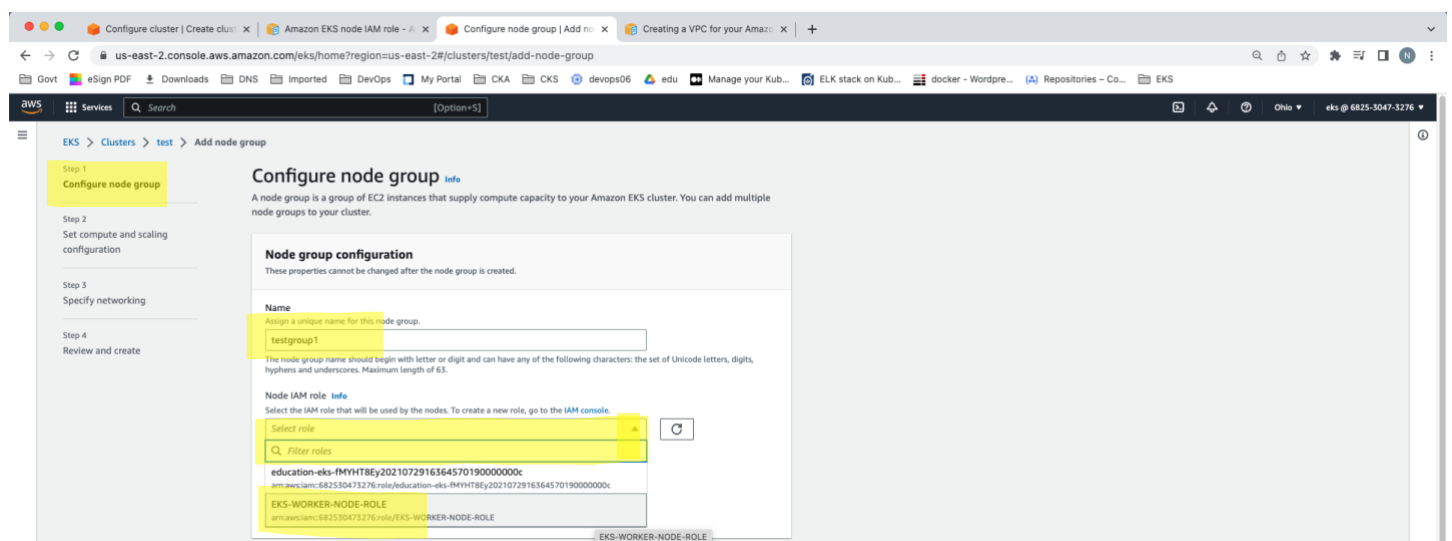 Configure cluster | Create clust
Amazon EKS node IAM role - A
Configure node group | Add no
Creating a VPC for your Amazo
us-east-2.console.aws.amazon.com/eks/home?region=us-east-2#/clusters/test/add-node-group
N
Govt eSign PDF Downloads DNS Imported DevOps My Portal CKA CKS devops06 edu Manage your Kub... ELK stack on Kub... docker - Wordpre... Repositories – Co... EKS
aws Services Search [Option+S] Ohio eks @ 6825-3047-3276
EKS > Clusters > test > Add node group
Step 1
Configure node group
Step 2
Set compute and scaling
configuration
Step 3
Specify networking
Step 4
Review and create
Configure node group Info
A node group is a group of EC2 instances that supply compute capacity to your Amazon EKS cluster. You can add multiple
node groups to your cluster.
Node group configuration
These properties cannot be changed after the node group is created.
Name
Assign a unique name for this node group.
testgroup1
The node group name should begin with letter or digit and can have any of the following characters: the set of Unicode letters, digits,
hyphens and underscores. Maximum length of 63.
Node IAM role Info
Select the IAM role that will be used by the nodes. To create a new role, go to the IAM console.
Select role
Filter roles
education-eks-fMYHT8Ey2021072916364570190000000c
arn:aws:iam::682530473276:role/education-eks-fMYHT8Ey2021072916364570190000000c
EKS-WORKER-NODE-ROLE
arn:aws:iam::682530473276:role/EKS-WORKER-NODE-ROLE
EKS-WORKER-NODE-ROLE